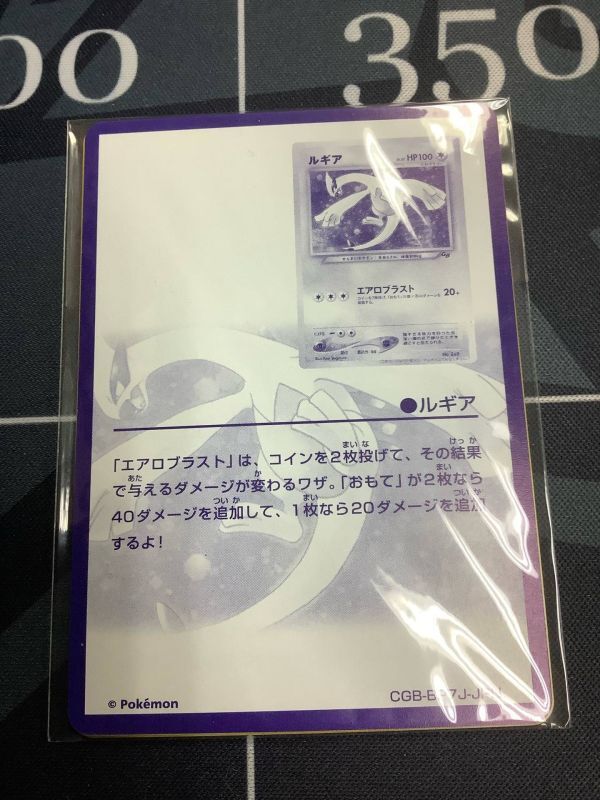 00
350
ルギア
HP100
エアロブラスト
20+
●ルギア
「エアロブラスト」は、コインを2枚投げて、その結果
で与えるダメージが変わるワザ。「おもて」が2枚なら
40ダメージを追加して、1枚なら20ダメージを追加
するよ!
© Pokémon